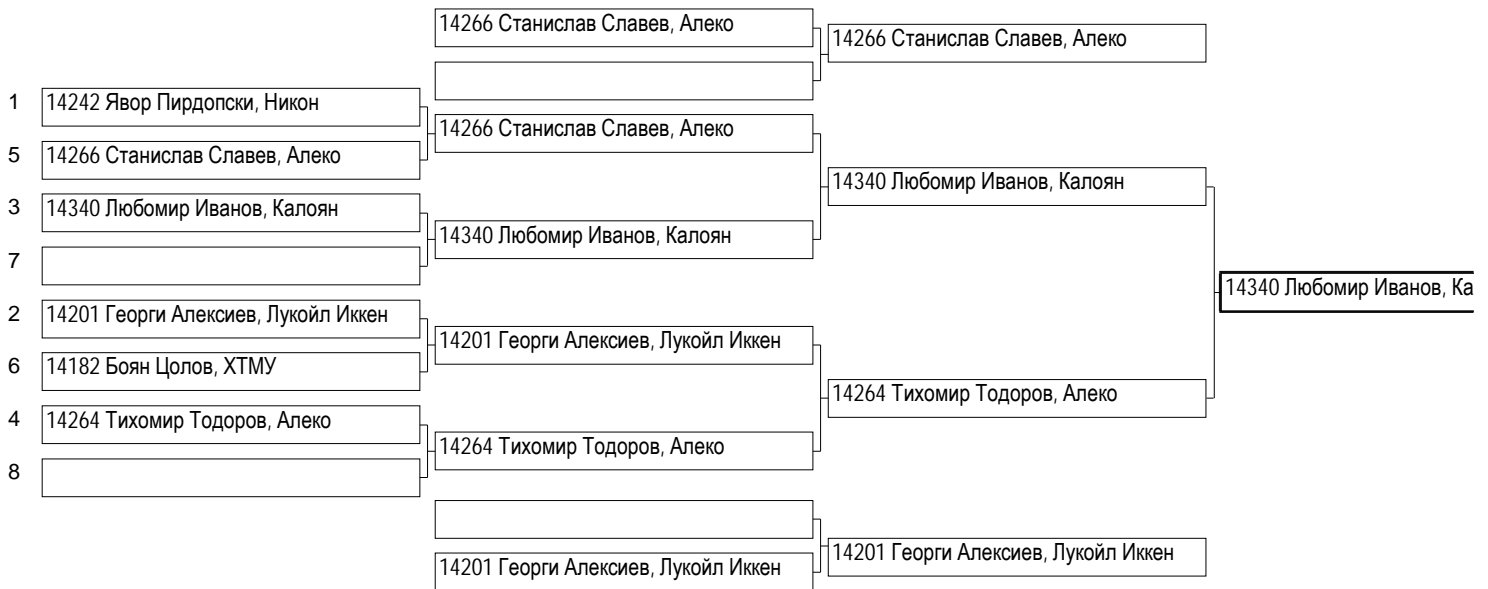 14266 Станислав Славев, Алеко
14266 Станислав Славев, Алеко
1 14242 Явор Пирдопски, Никон
14266 Станислав Славев, Алеко
5 14266 Станислав Славев, Алеко
14340 Любомир Иванов, Калоян
3 14340 Любомир Иванов, Калоян
14340 Любомир Иванов, Калоян
7
14340 Любомир Иванов, Ка
2 14201 Георги Алексиев, Лукойл Иккен
14201 Георги Алексиев, Лукойл Иккен
6 14182 Боян Цолов, ХТМУ
14264 Тихомир Тодоров, Алеко
4 14264 Тихомир Тодоров, Алеко
14264 Тихомир Тодоров, Алеко
8
14201 Георги Алексиев, Лукойл Иккен
14201 Георги Алексиев, Лукойл Иккен